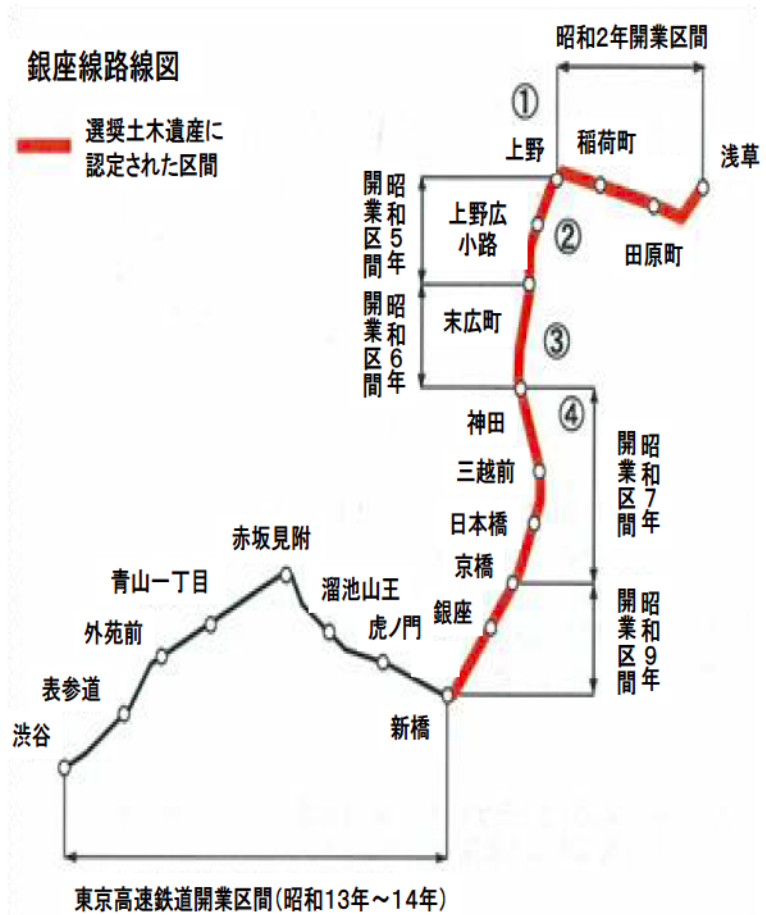 銀座線路線図
選奨土木遺産に
認定された区間
昭和2年開業区間
①
上野
稲荷町
浅草
田原町
昭和5年
開業区間
上野広
小路
②
昭和6年
開業区間
末広町
③
神田
④
三越前
昭和7年
開業区間
日本橋
京橋
銀座
昭和9年
開業区間
新橋
赤坂見附
青山一丁目
溜池山王
外苑前
虎ノ門
表参道
渋谷
東京高速鉄道開業区間(昭和13年～14年)